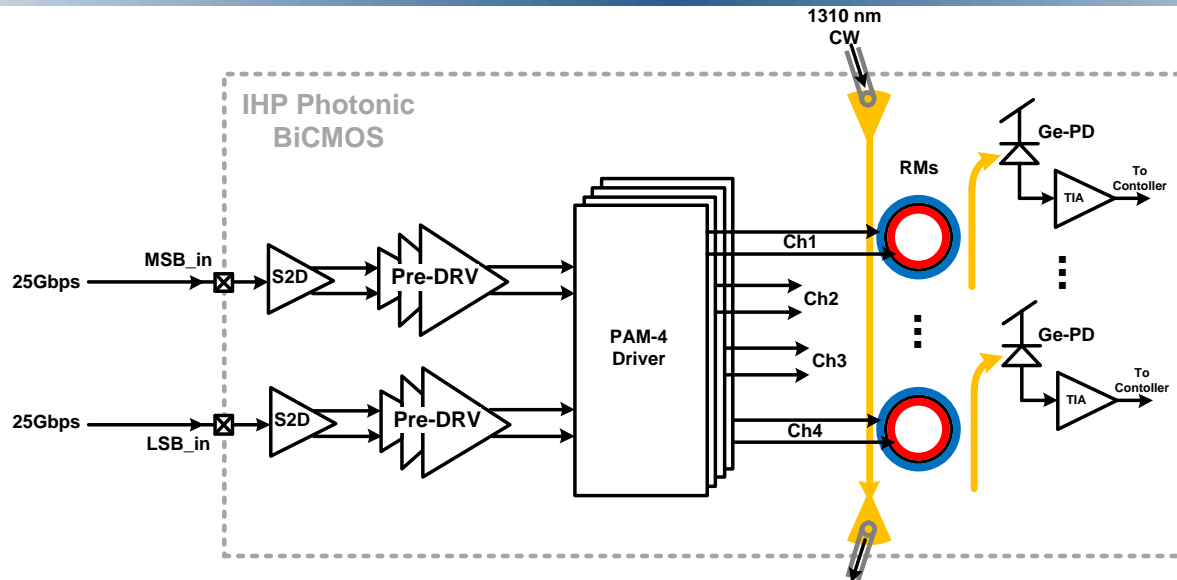 1310 nm
CW
IHP Photonic
BiCMOS
Ge-PD
RMs
To
Contoller
TIA
MSB_in
25Gbps
S2D
Pre-DRV
Ch1
Ch2
PAM-4
Driver
Ch3
Ge-PD
To
Contoller
TIA
25Gbps
LSB_in
S2D
Pre-DRV
Ch4